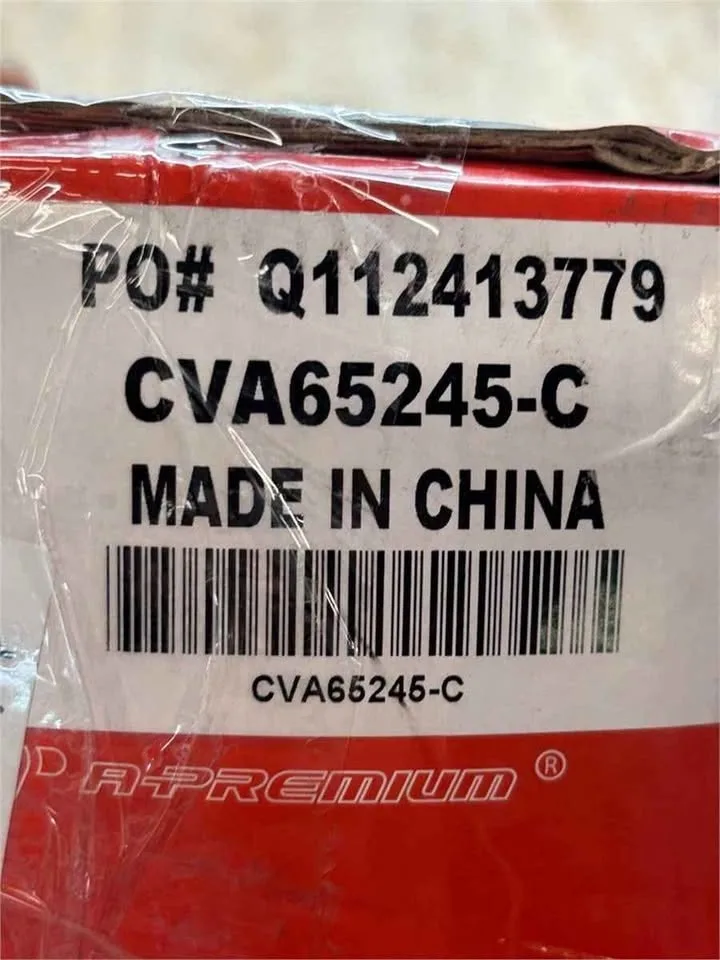 PO# Q112413779
CVA65245-C
MADE IN CHINA
CVA65245-C
A-PREMIUM ®